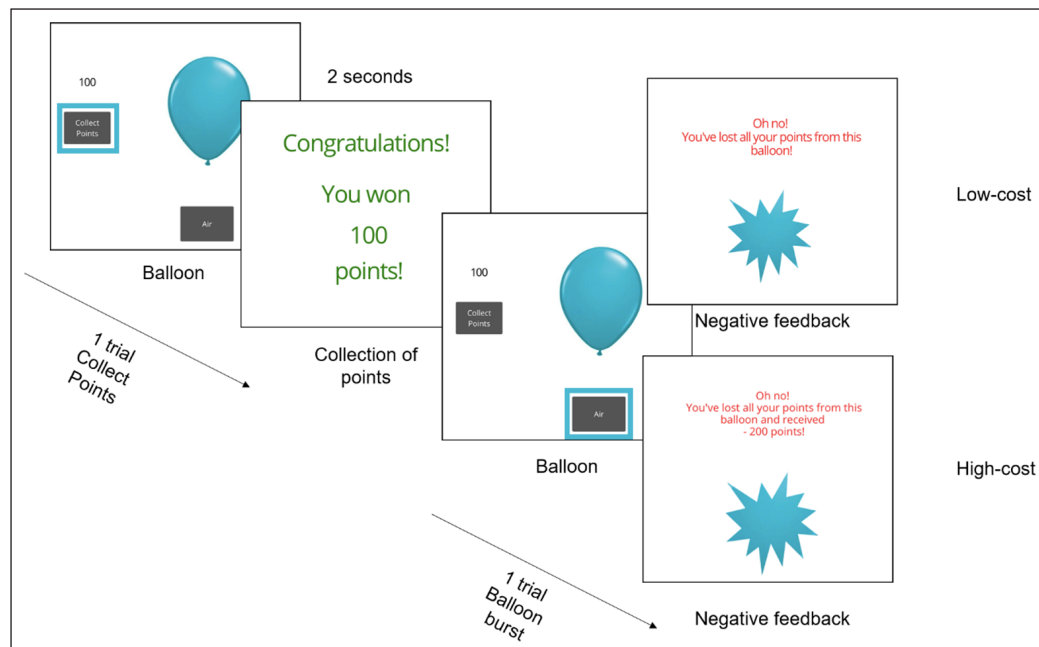 100
Collect
Points
Air
Balloon
2 seconds
Congratulations!
You won
100
points!
Collection of
points
1 trial
Collect
Points
100
Collect
Points
Air
Balloon
Oh no!
You've lost all your points from this
balloon!
Negative feedback
Low-cost
Oh no!
You've lost all your points from this
balloon and received
- 200 points!
Negative feedback
High-cost
1 trial
Balloon
burst